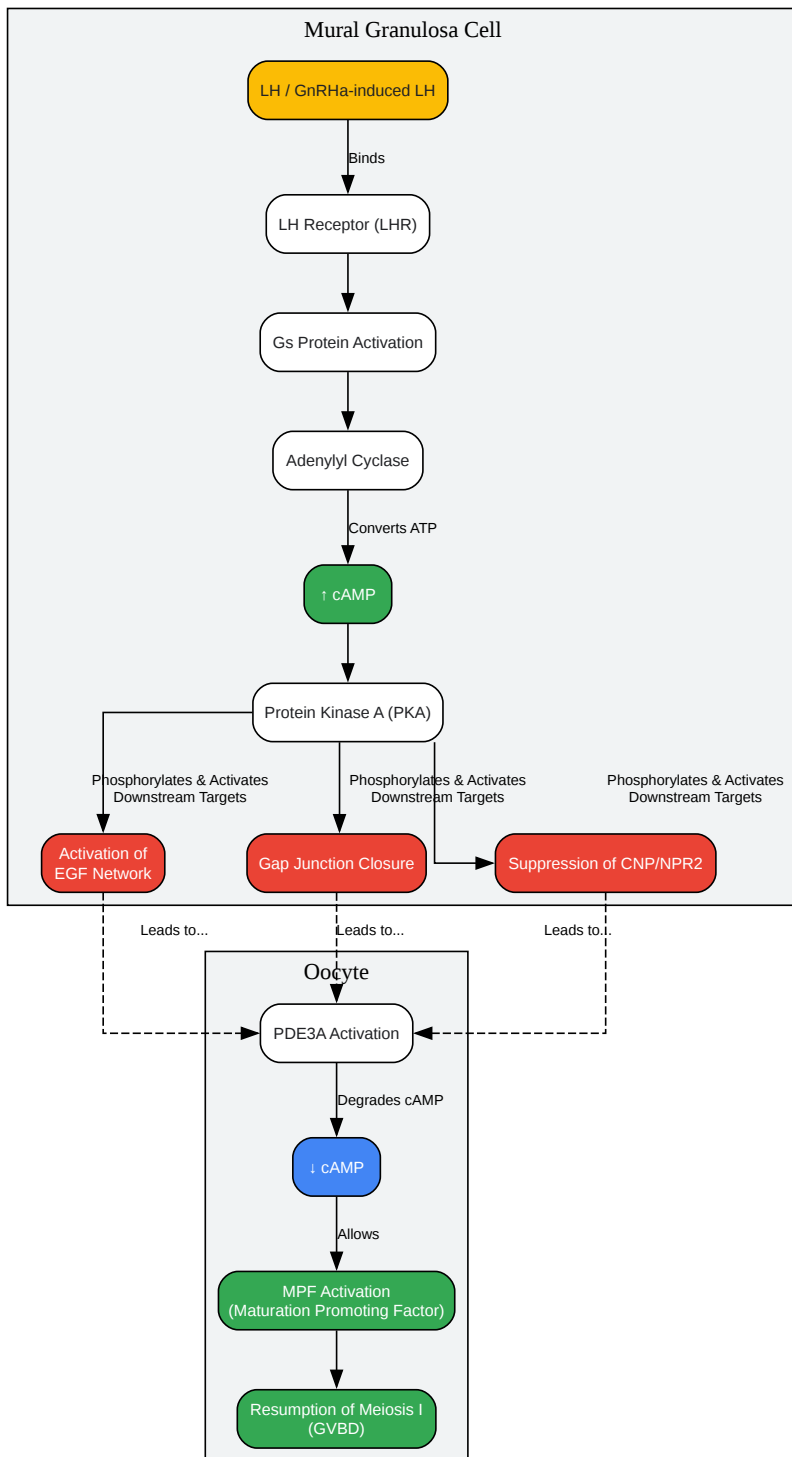 Mural Granulosa Cell
LH / GnRHa-induced LH
Binds
LH Receptor (LHR)
Gs Protein Activation
Adenylyl Cyclase
Converts ATP
↑ cAMP
Protein Kinase A (PKA)
Phosphorylates & Activates
Downstream Targets
Phosphorylates & Activates
Downstream Targets
Phosphorylates & Activates
Downstream Targets
Activation of
EGF Network
Gap Junction Closure
Suppression of CNP/NPR2
Leads to...
Leads to...
Leads to...
Oocyte
PDE3A Activation
Degrades cAMP
↓ cAMP
Allows
MPF Activation
(Maturation Promoting Factor)
Resumption of Meiosis I
(GVBD)